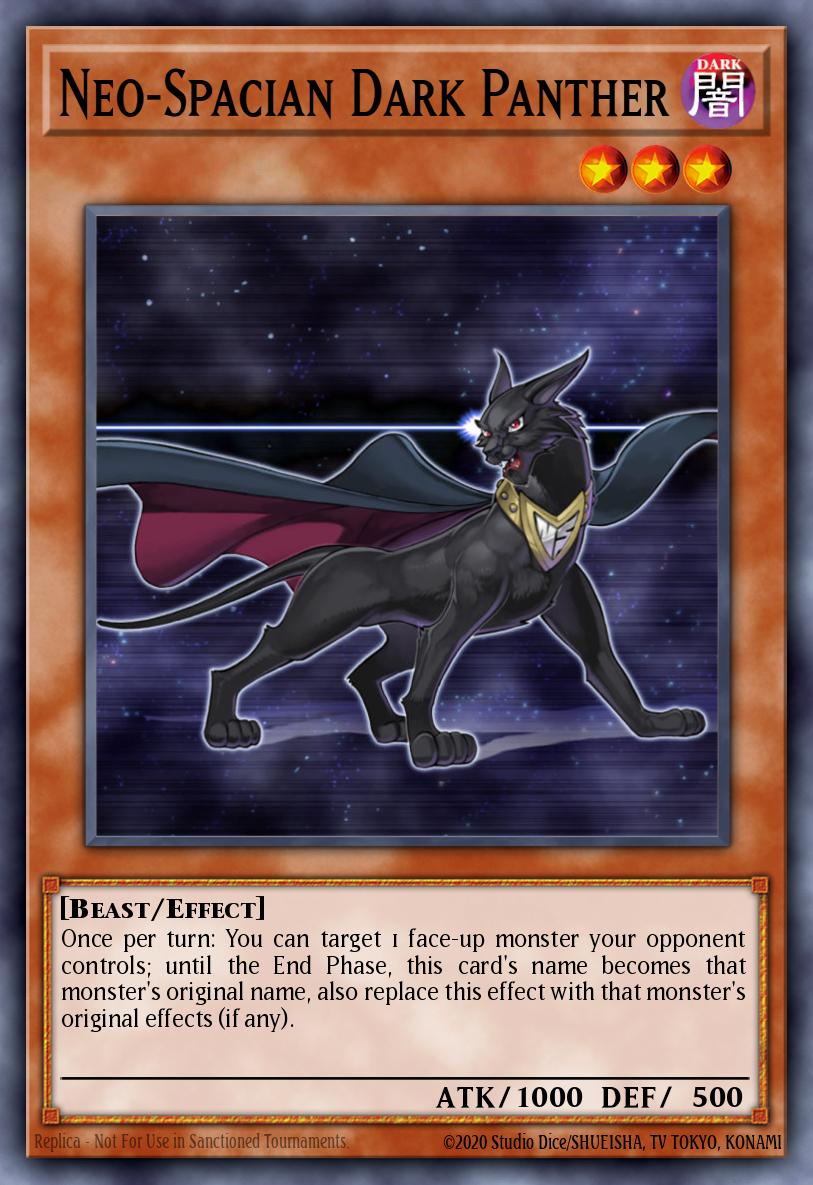 Neo-Spacian Dark Panther
DARK
闇
NS
[Beast/Effect]
Once per turn: You can target 1 face-up monster your opponent
controls; until the End Phase, this card's name becomes that
monster's original name, also replace this effect with that monster's
original effects (if any).
ATK/1000 DEF/ 500
Replica - Not For Use in Sanctioned Tournaments.
©2020 Studio Dice/SHUEISHA, TV TOKYO, KONAMI